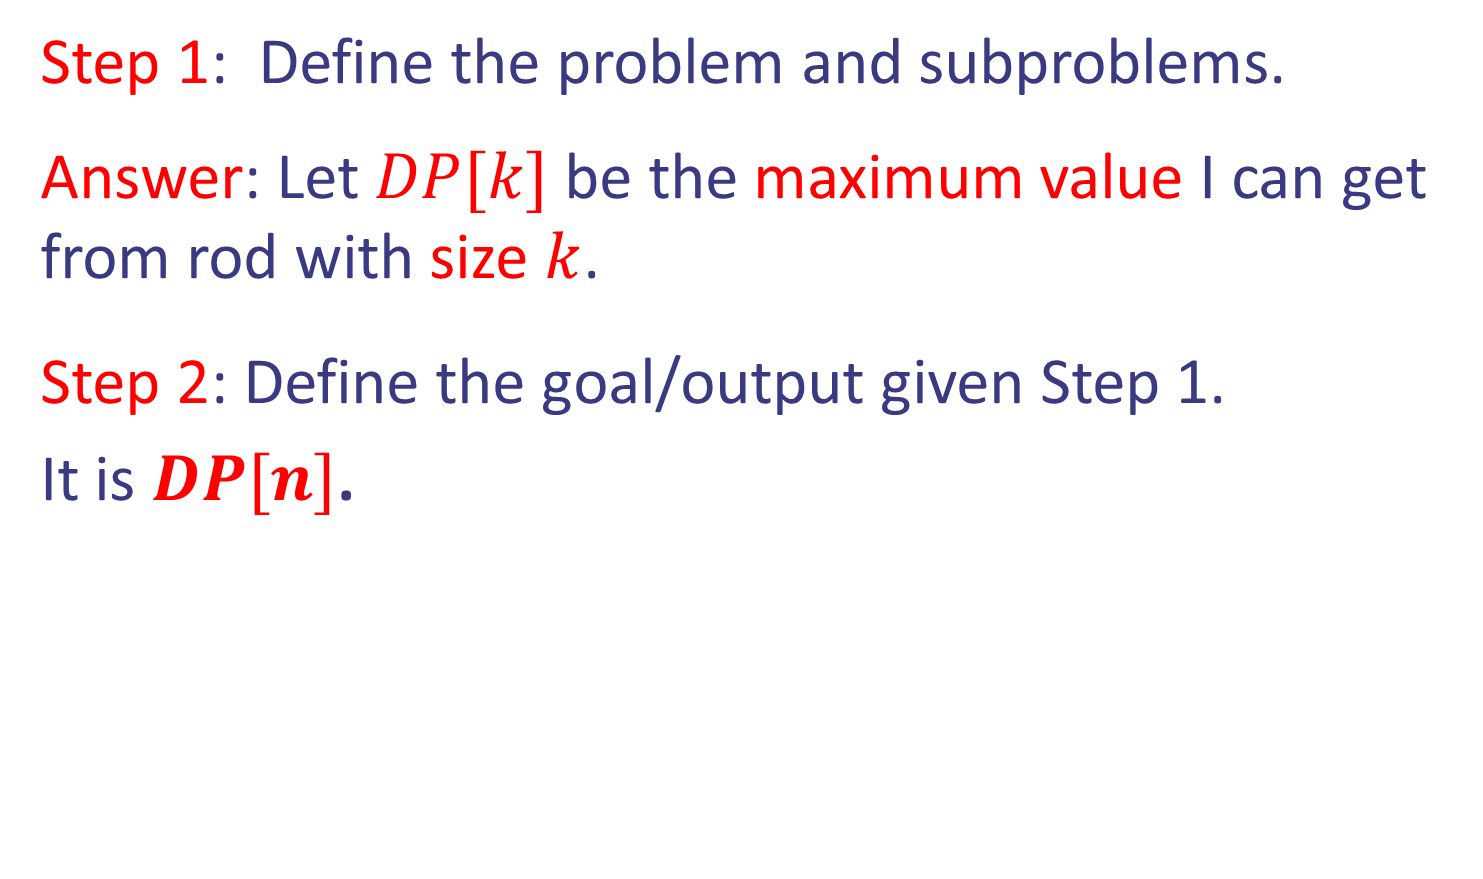 Step 1:  Define the problem and subproblems.
Answer: Let DP[k] be the maximum value I can get
from rod with size k.
Step 2: Define the goal/output given Step 1.
It is DP[n].